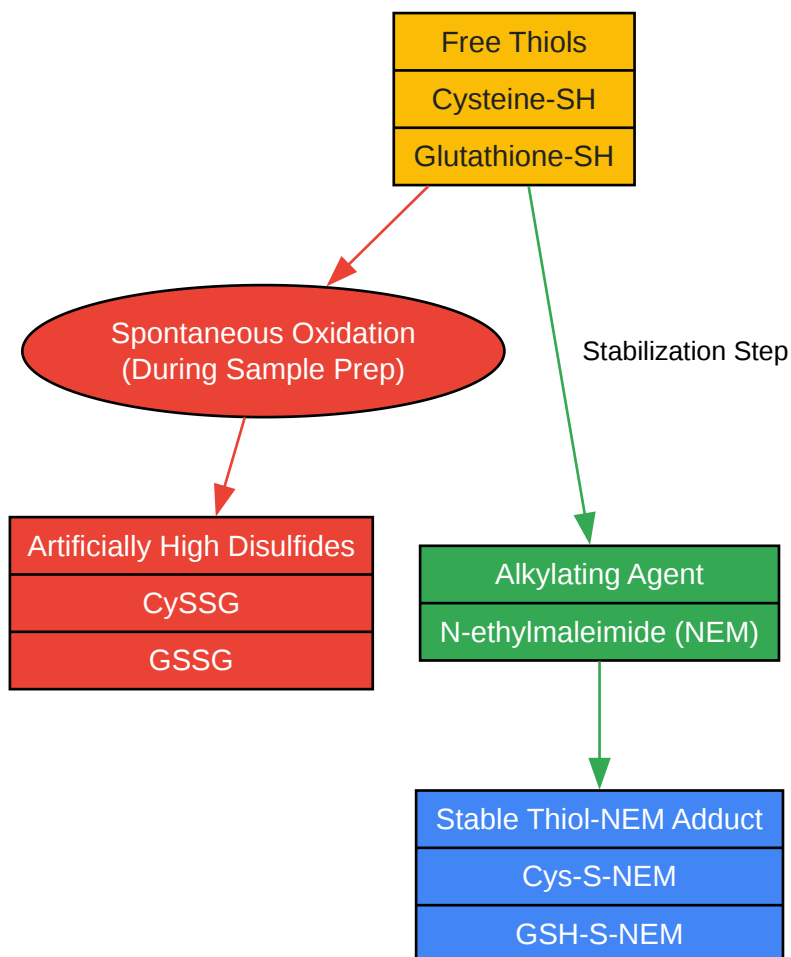 Free Thiols
Cysteine-SH
Glutathione-SH
Spontaneous Oxidation
(During Sample Prep)
Stabilization Step
Artificially High Disulfides
CySSG
GSSG
Alkylating Agent
N-ethylmaleimide (NEM)
Stable Thiol-NEM Adduct
Cys-S-NEM
GSH-S-NEM